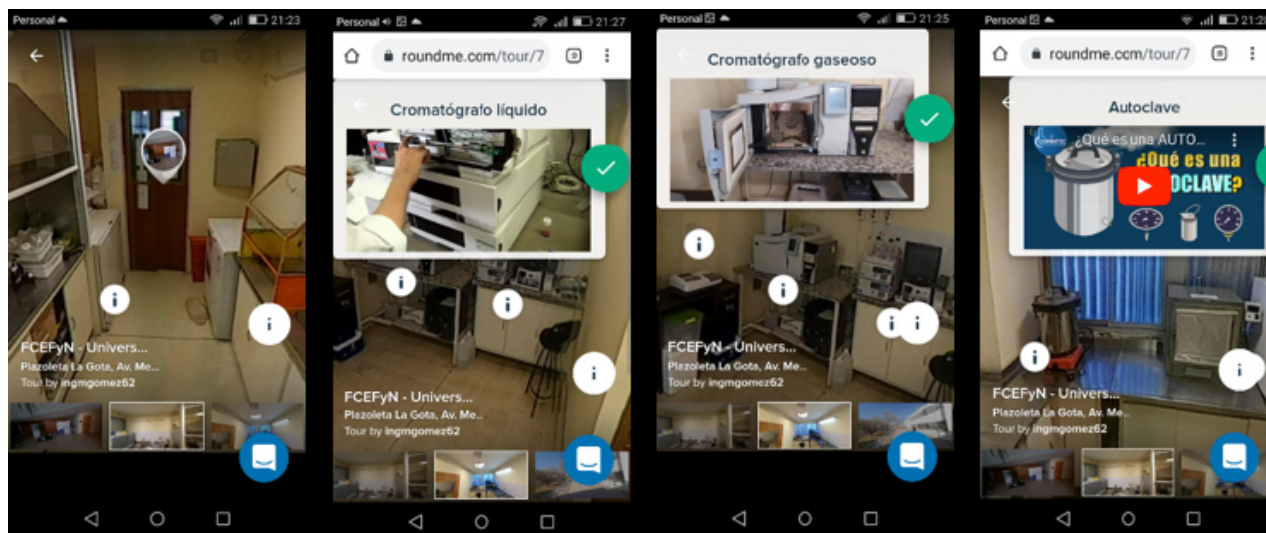 Personal 21:23
FCEFyN - Univers...
Plazoleta La Gota, Av. Me...
Tour by ingmgomez62
Personal 21:27
roundme.com/tour/7
Cromatógrafo líquido
i
i
i
FCEFyN - Univers...
Plazoleta La Gota, Av. Me...
Tour by ingmgomez62
Personal 21:25
Cromatógrafo gaseoso
i
i
i
i
FCEFyN - Univers...
Plazoleta La Gota, Av. Me...
Tour by ingmgomez62
Personal 21:28
roundme.com/tour/7
Autoclave
¿Qué es una AUTO...
¿Qué es una
OCLAVE?
i
i
FCEFyN - Univers...
Plazoleta La Gota, Av. Me...
Tour by ingmgomez62